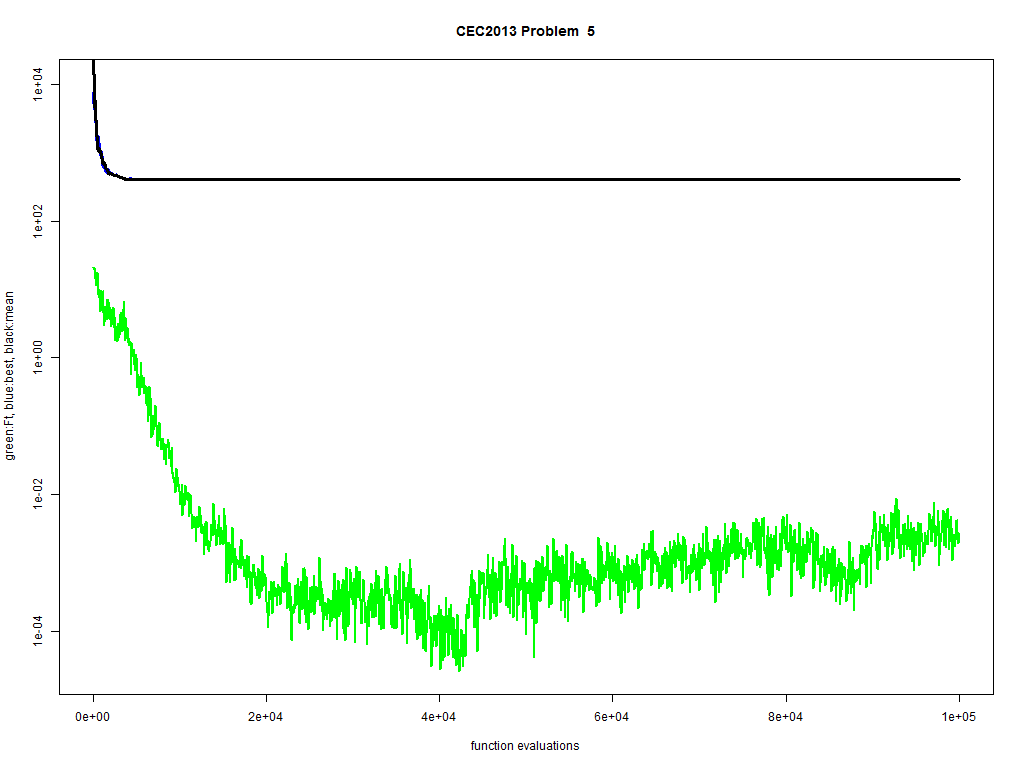 CEC2013 Problem  5
green:Ft, blue:best, black:mean
1e+04
1e+02
1e+00
1e-02
1e-04
0e+00
2e+04
4e+04
6e+04
8e+04
1e+05
function evaluations